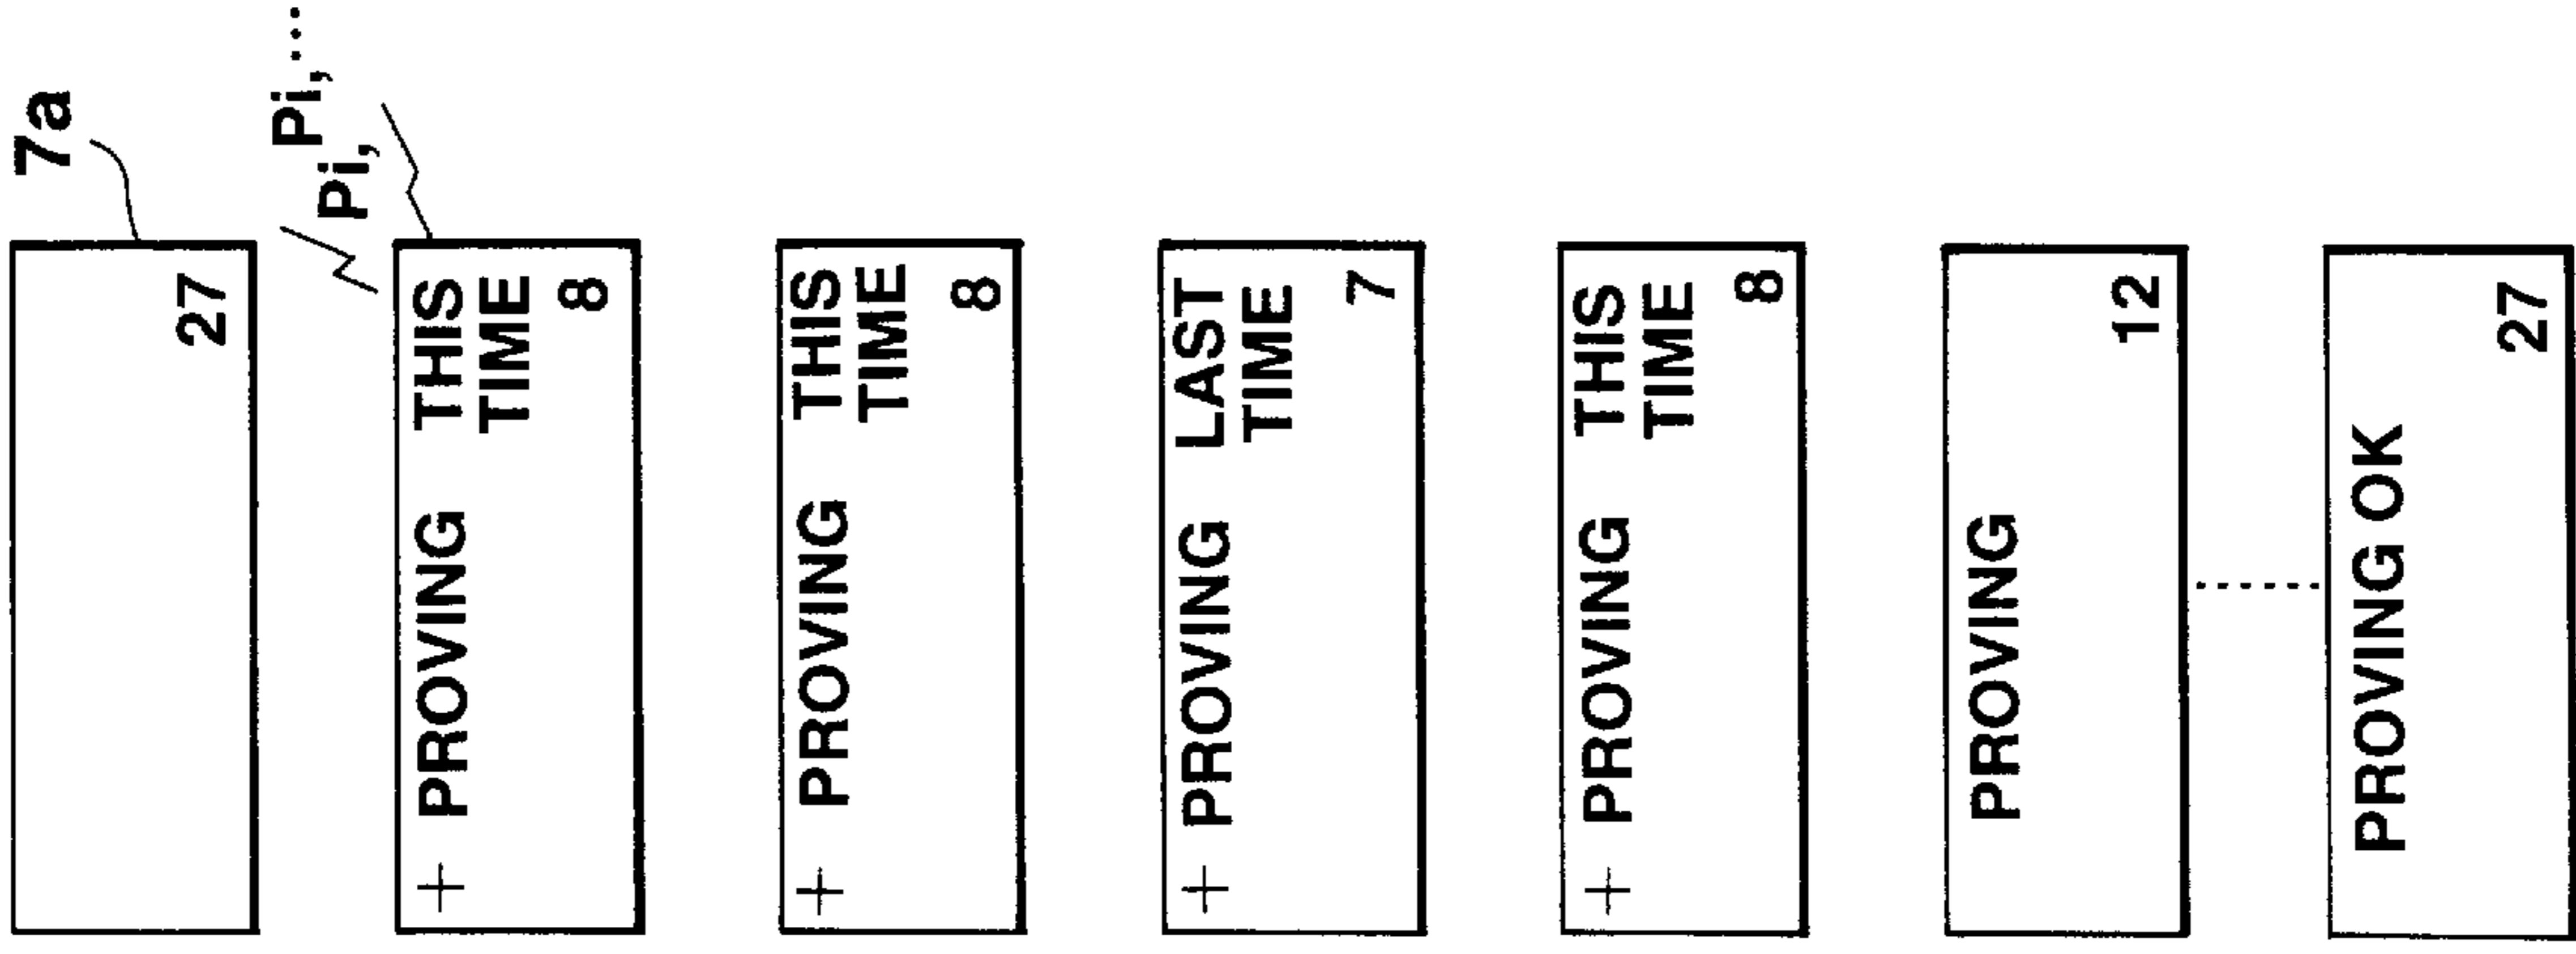 7a
27
Pi, Pi,····
+ PROVING THIS
TIME
8
+ PROVING THIS
TIME
8
+ PROVING LAST
TIME
7
+ PROVING THIS
TIME
8
PROVING
12
PROVING OK
27